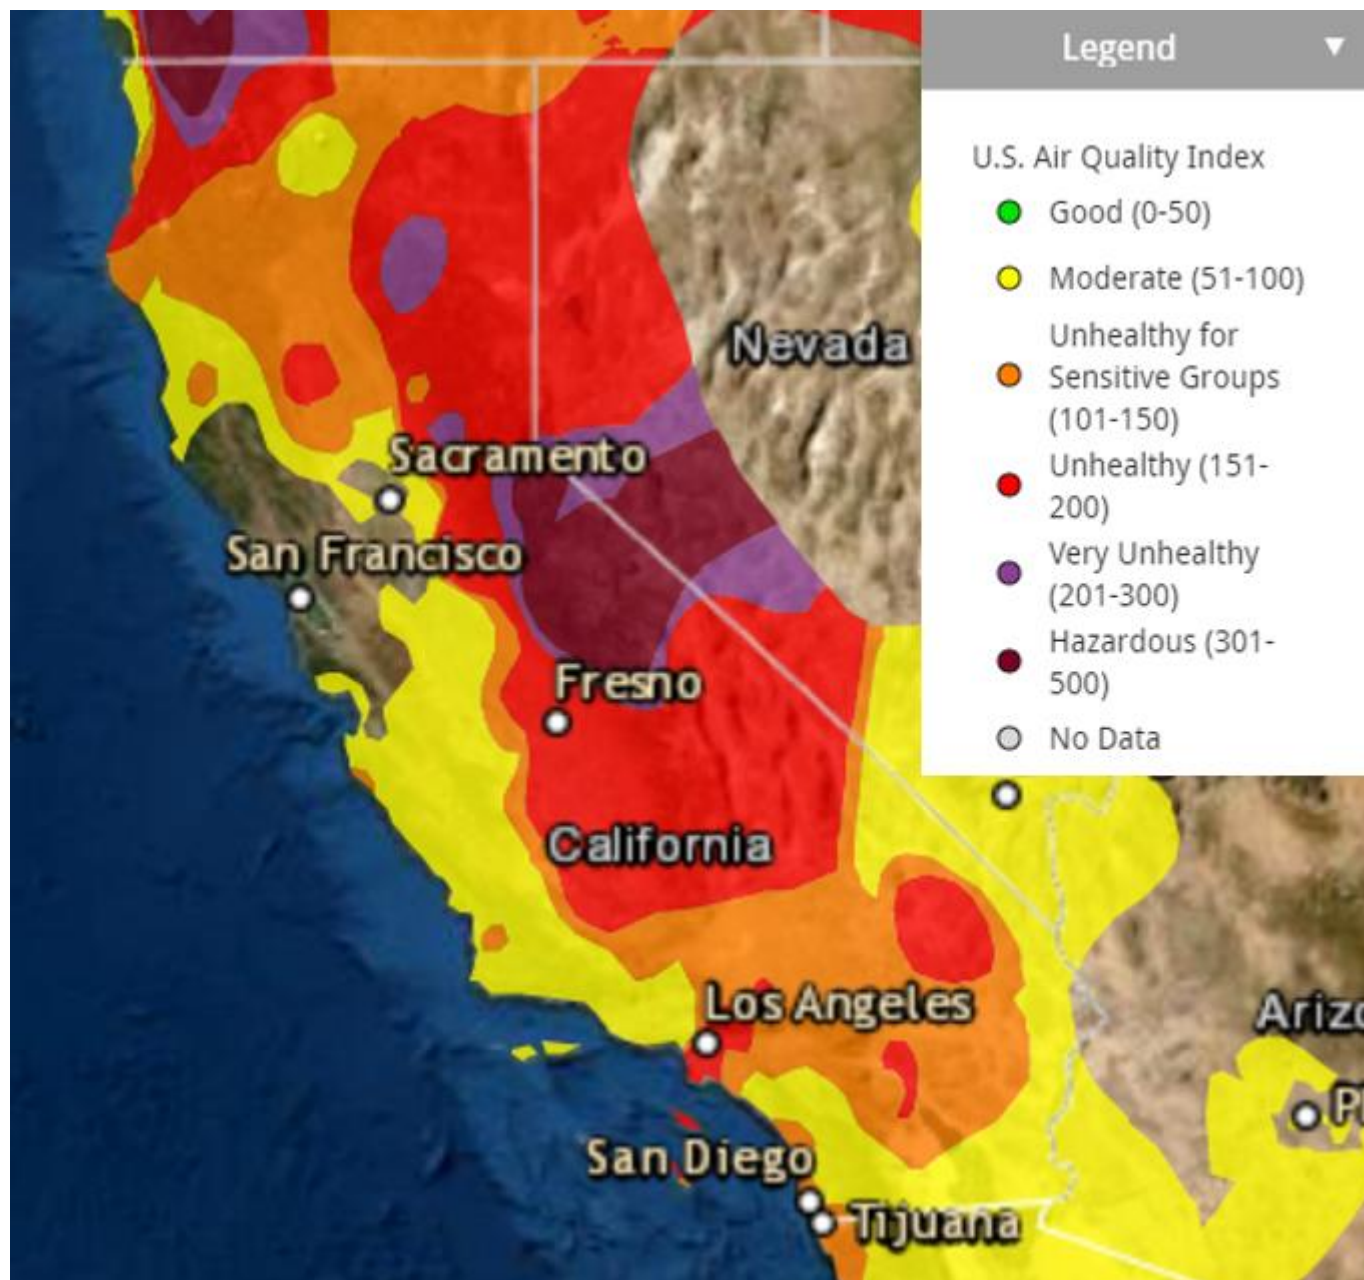 Legend
U.S. Air Quality Index
Good (0-50)
Moderate (51-100)
Unhealthy for
Sensitive Groups
(101-150)
Unhealthy (151-
200)
Very Unhealthy
(201-300)
Hazardous (301-
500)
No Data
Nevada
Sacramento
San Francisco
Fresno
California
Los Angeles
Arizo
San Diego
Tijuana